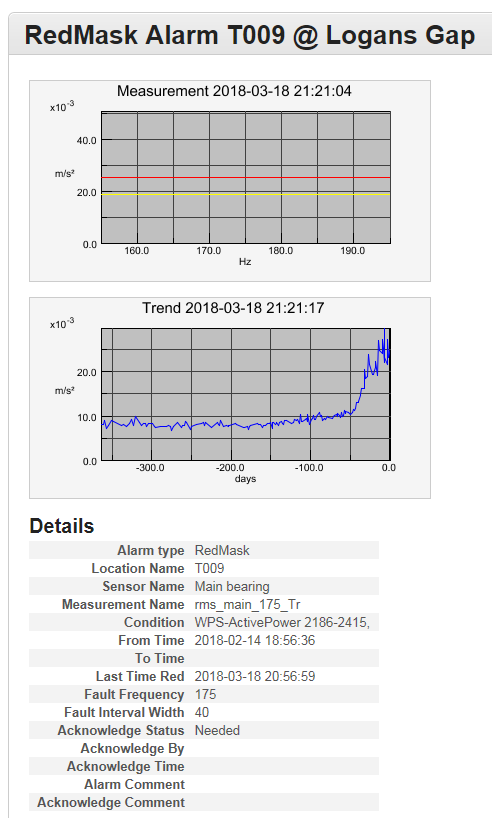 RedMask Alarm T009 @ Logans Gap
Measurement 2018-03-18 21:21:04
x10⁻³
40.0
m/s²
20.0
0.0
160.0 170.0 180.0 190.0
Hz
Trend 2018-03-18 21:21:17
x10⁻³
20.0
m/s²
10.0
0.0
-300.0 -200.0 -100.0 0.0
days
Details
Alarm type RedMask
Location Name T009
Sensor Name Main bearing
Measurement Name rms_main_175_Tr
Condition WPS-ActivePower 2186-2415,
From Time 2018-02-14 18:56:36
To Time
Last Time Red 2018-03-18 20:56:59
Fault Frequency 175
Fault Interval Width 40
Acknowledge Status Needed
Acknowledge By
Acknowledge Time
Alarm Comment
Acknowledge Comment